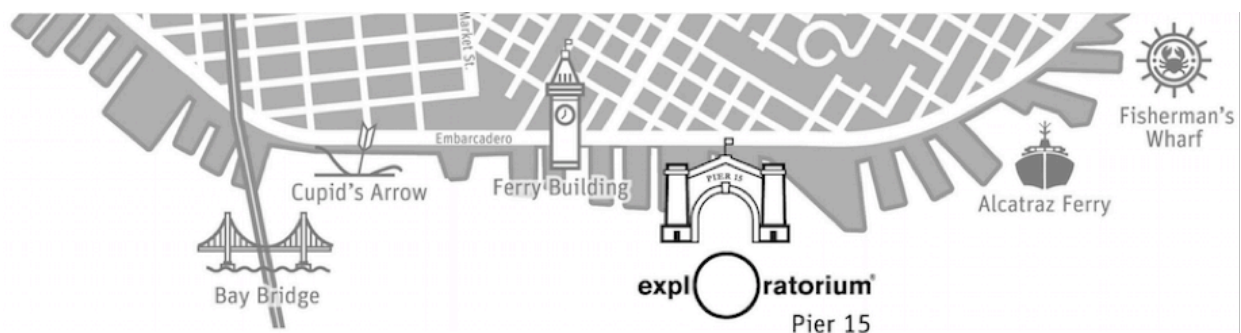 Market St.
Embarcadero
Fisherman's
Wharf
PIER 15
Cupid's Arrow
Ferry Building
Alcatraz Ferry
Bay Bridge
expl ratorium®
Pier 15